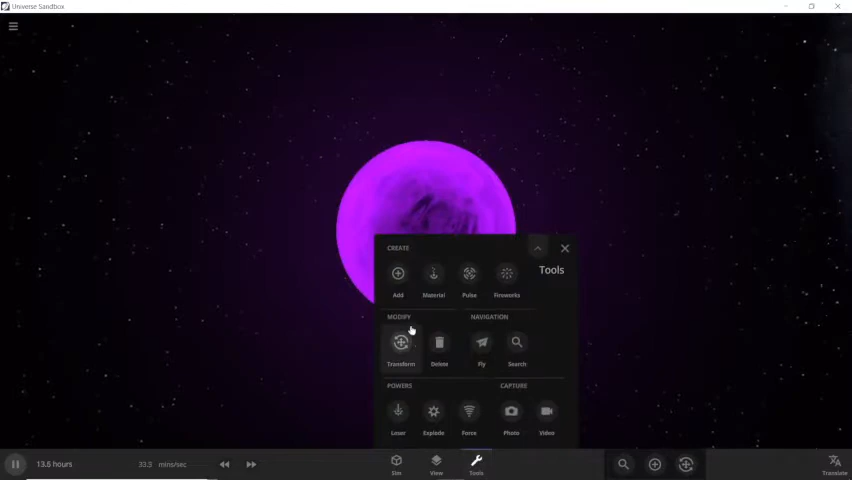 Universe Sandbox
CREATE
Tools
Add Material Pulse Fireworks
MODIFY NAVIGATION
Transform Delete Fly Search
POWERS CAPTURE
Laser Explode Force Photo Video
13.5 hours 33.3 mins/sec Sim View Tools Translate